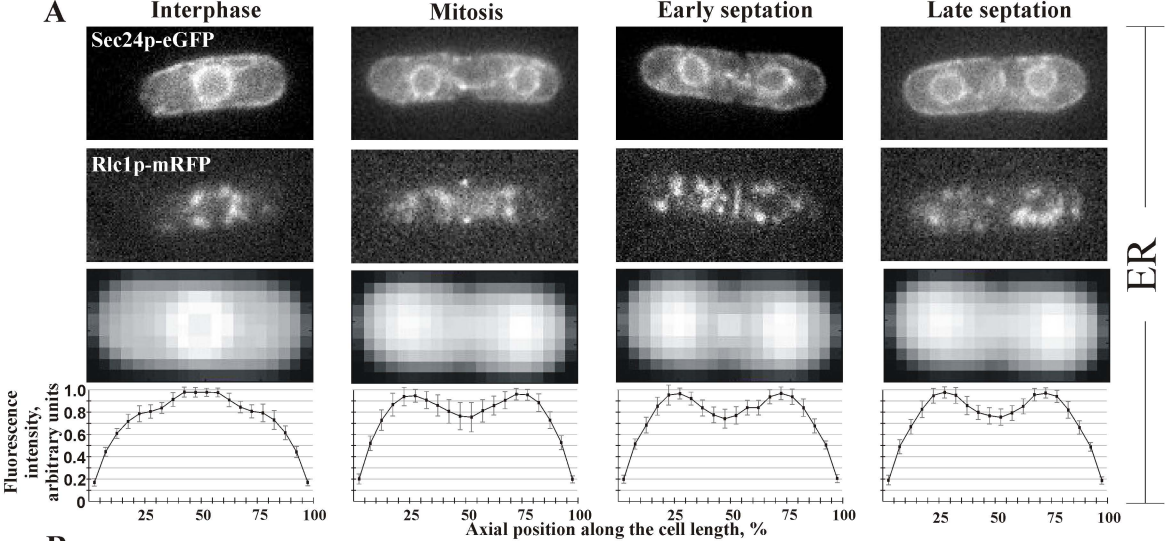 A
Interphase
Mitosis
Early septation
Late septation
Sec24p-eGFP
Rlc1p-mRFP
ER
Fluorescence
intensity,
arbitrary units
1.0
0.8
0.6
0.4
0.2
0
25 50 75 100
25 50 75 100
25 50 75 100
25 50 75 100
Axial position along the cell length, %